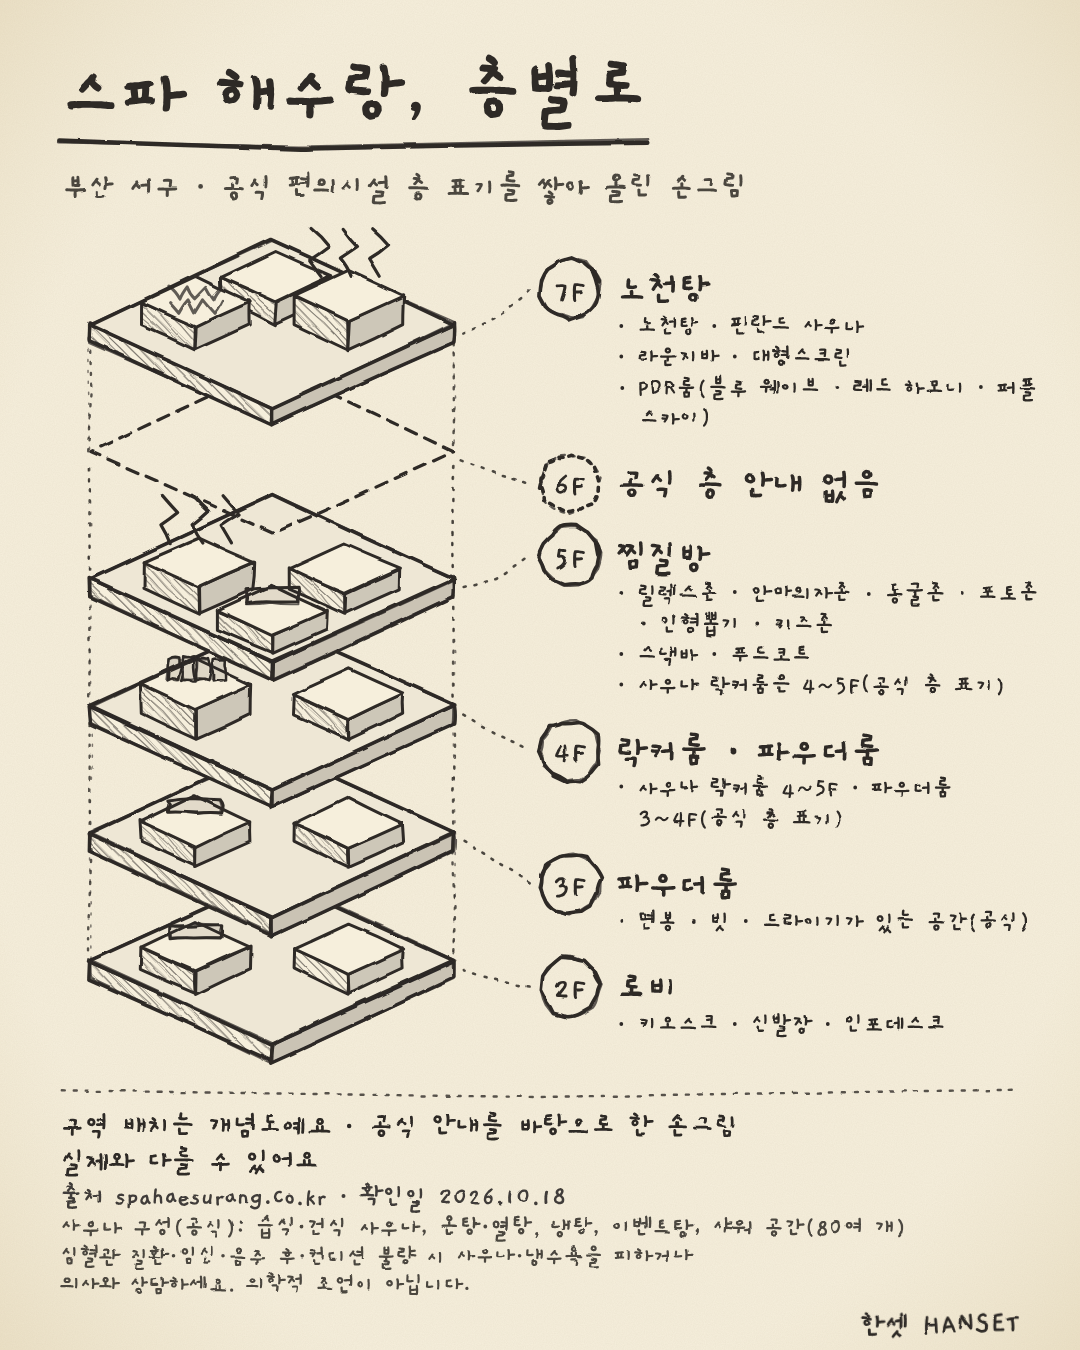 스파 해수랑, 층별로
부산 서구 · 공식 편의시설 층 표기를 쌓아 올린 손그림
7F 노천탕
· 노천탕 · 핀란드 사우나
· 라운지바 · 대형스크린
· PDR룸(블루 웨이브 · 레드 하모니 · 퍼플
스카이)
6F 공식 층 안내 없음
5F 찜질방
· 릴렉스존 · 안마의자존 · 동굴존 · 포토존
· 인형뽑기 · 키즈존
· 스낵바 · 푸드코트
· 사우나 락커룸은 4~5F(공식 층 표기)
4F 락커룸 · 파우더룸
· 사우나 락커룸 4~5F · 파우더룸
3~4F(공식 층 표기)
3F 파우더룸
· 면봉 · 빗 · 드라이기가 있는 공간(공식)
2F 로비
· 키오스크 · 신발장 · 인포데스크
구역 배치는 개념도예요 · 공식 안내를 바탕으로 한 손그림
실제와 다를 수 있어요
출처 spahaesurang.co.kr · 확인일 2026.10.18
사우나 구성(공식): 습식·건식 사우나, 온탕·열탕, 냉탕, 이벤트탕, 샤워 공간(80여 개)
심혈관 질환·임신·음주 후·컨디션 불량 시 사우나·냉수욕을 피하거나
의사와 상담하세요. 의학적 조언이 아닙니다.
한셋 HANSET